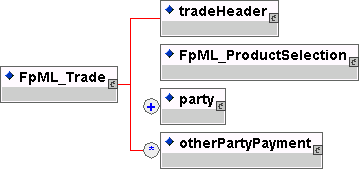 tradeHeader
FpML_Trade
FpML_ProductSelection
party
otherPartyPayment